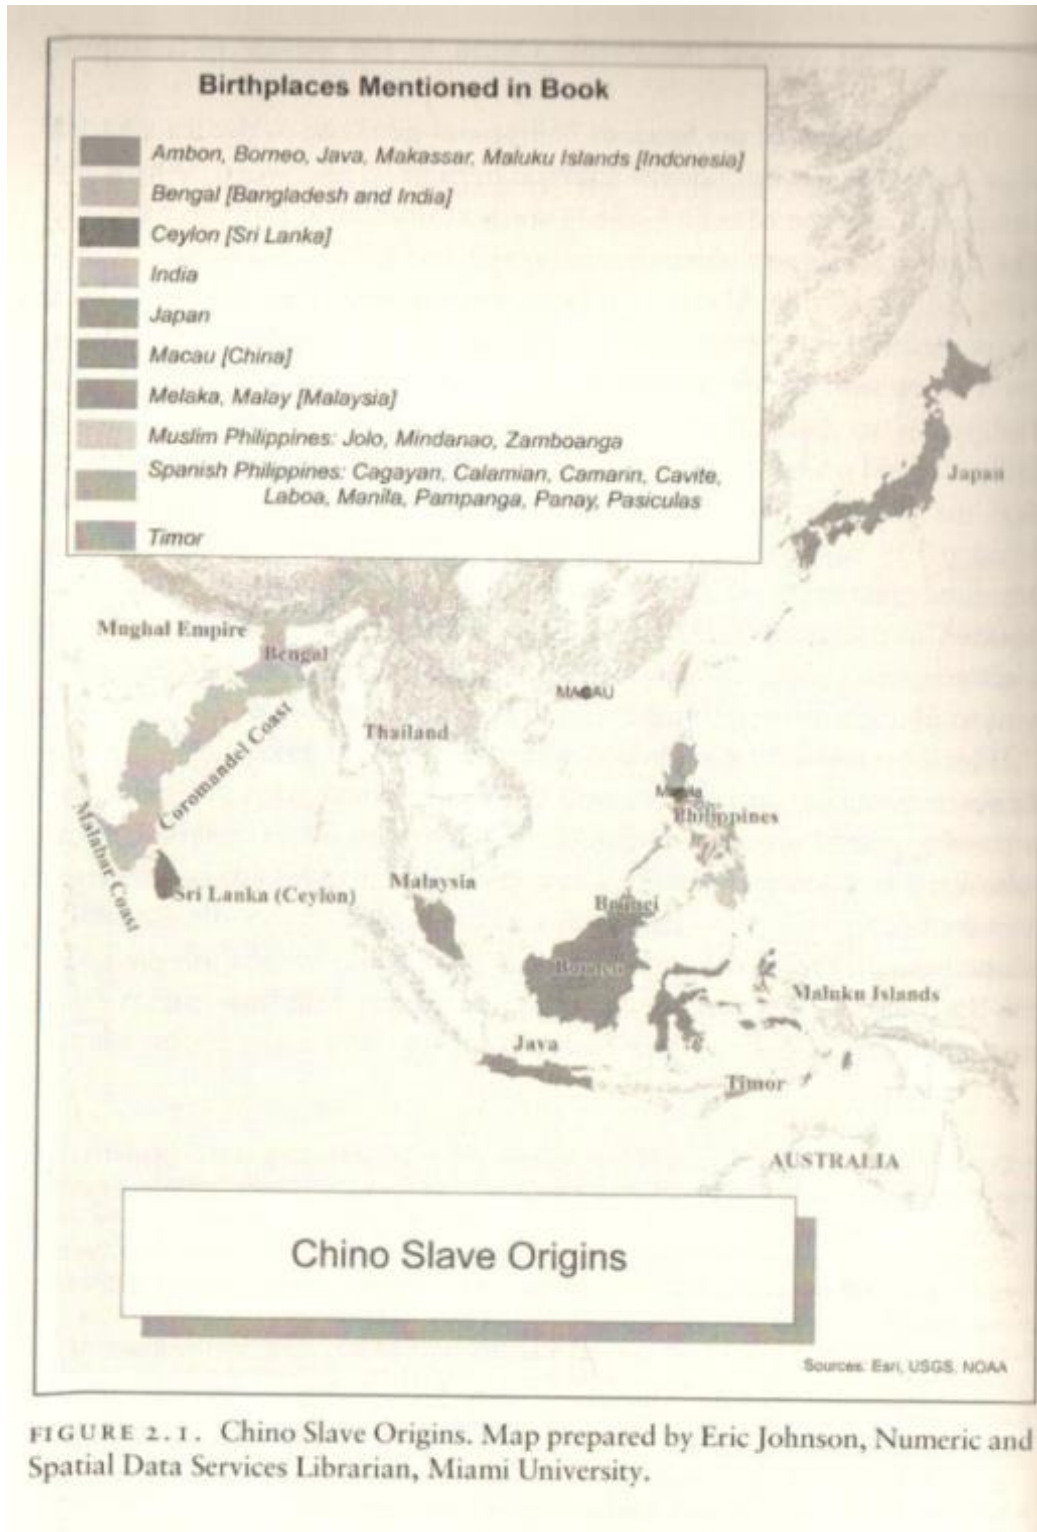 Birthplaces Mentioned in Book
Ambon, Borneo, Java, Makassar, Maluku Islands [Indonesia]
Bengal [Bangladesh and India]
Ceylon [Sri Lanka]
India
Japan
Macau [China]
Melaka, Malay [Malaysia]
Muslim Philippines: Jolo, Mindanao, Zamboanga
Spanish Philippines: Cagayan, Calamian, Camarin, Cavite,
Laboa, Manila, Pampanga, Panay, Pasiculas
Timor
Japan
Mughal Empire
Bengal
MACAU
Thailand
Coromandel Coast
Manila
Philippines
Malabar Coast
Malaysia
Sri Lanka (Ceylon)
Brunei
Borneo
Maluku Islands
Java
Timor
AUSTRALIA
Chino Slave Origins
Sources: Esri, USGS, NOAA
FIGURE 2.1. Chino Slave Origins. Map prepared by Eric Johnson, Numeric and
Spatial Data Services Librarian, Miami University.